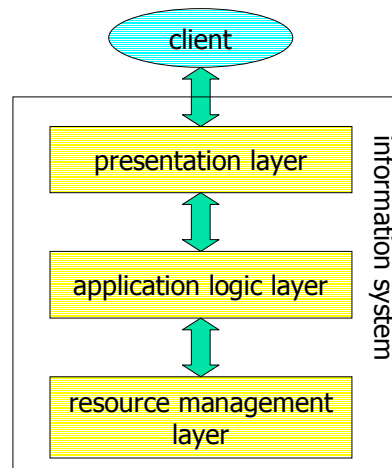 client
presentation layer
application logic layer
resource management
layer
information system